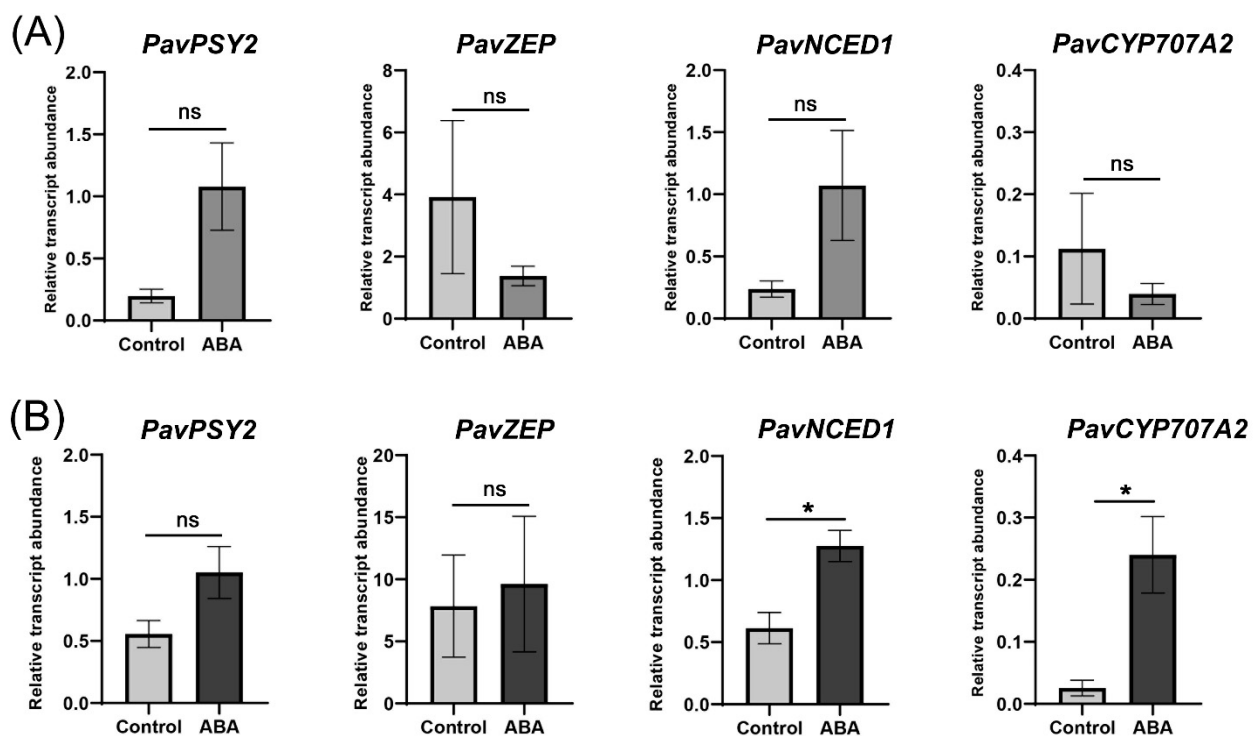 (A)
PavPSY2
PavZEP
PavNCED1
PavCYP707A2
Relative transcript abundance
2.0
1.5
1.0
0.5
0.0
ns
Control ABA
Relative transcript abundance
8
6
4
2
0
ns
Control ABA
Relative transcript abundance
2.0
1.5
1.0
0.5
0.0
ns
Control ABA
Relative transcript abundance
0.4
0.3
0.2
0.1
0.0
ns
Control ABA
(B)
PavPSY2
PavZEP
PavNCED1
PavCYP707A2
Relative transcript abundance
2.0
1.5
1.0
0.5
0.0
ns
Control ABA
Relative transcript abundance
20
15
10
5
0
ns
Control ABA
Relative transcript abundance
2.0
1.5
1.0
0.5
0.0
*
Control ABA
Relative transcript abundance
0.4
0.3
0.2
0.1
0.0
*
Control ABA